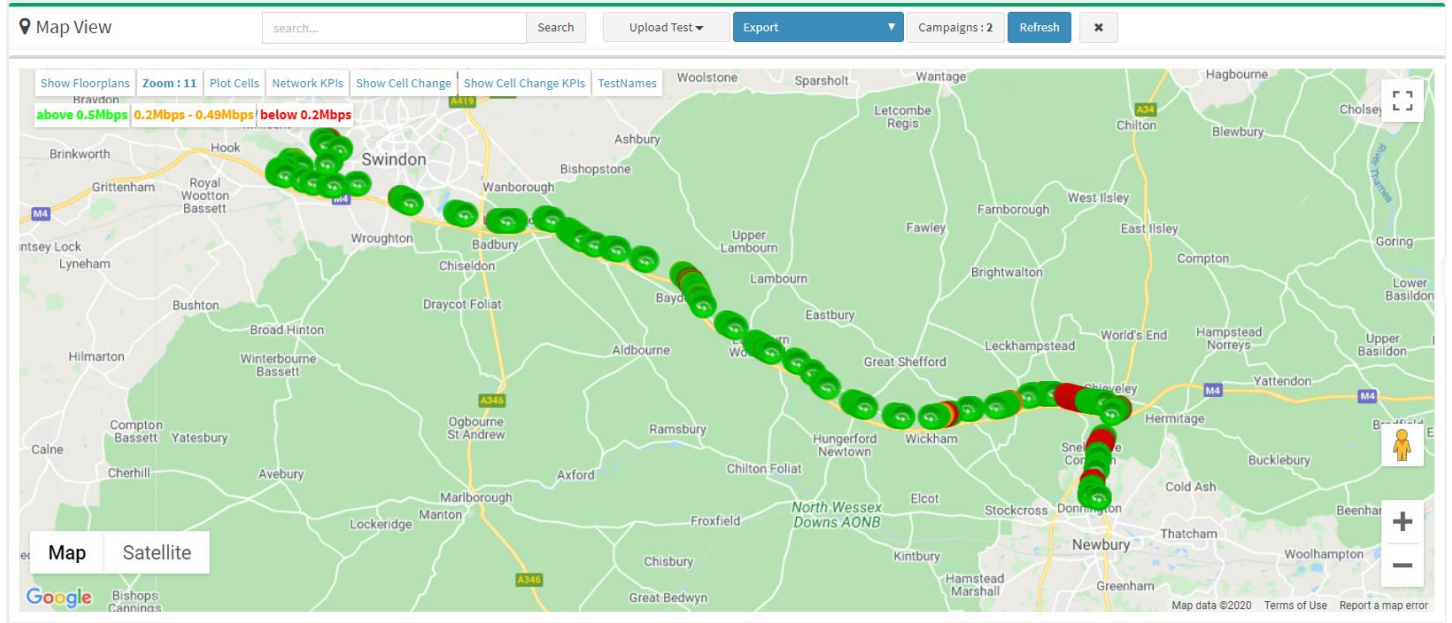 Map View
search...
Search
Upload Test
Export
Campaigns : 2
Refresh
Show Floorplans
Zoom : 11
Plot Cells
Network KPIs
Show Cell Change
Show Cell Change KPIs
TestNames
above 0.5Mbps
0.2Mbps - 0.49Mbps
below 0.2Mbps
Woolstone
Sparsholt
Wantage
Hagbourne
Braydon
A419
Letcombe
Regis
A34
Chilton
Blewbury
Cholsey
Brinkworth
Hook
Swindon
Ashbury
River Thames
Grittenham
Royal
Wootton
Bassett
Bishopstone
Wanborough
M4
M4
West Ilsley
Farnborough
Wroughton
Badbury
Upper
Lambourn
Fawley
East Ilsley
Goring
ntsey Lock
Lyneham
Chiseldon
Compton
Lambourn
Brightwalton
Lower
Basildon
Bushton
Draycot Foliat
Eastbury
Broad Hinton
World's End
Hampstead
Norreys
Upper
Basildon
Hilmarton
Winterbourne
Bassett
Aldbourne
Leckhampstead
Great Shefford
Chieveley
M4
Yattendon
M4
A346
Compton
Bassett
Yatesbury
Ogbourne
St Andrew
Ramsbury
Hungerford
Newtown
Wickham
Hermitage
Calne
Cherhill
Avebury
Axford
Chilton Foliat
Bucklebury
Marlborough
Manton
Lockeridge
Froxfield
North Wessex
Downs AONB
Elcot
Stockcross
Donnington
Cold Ash
Beenhar
Map
Satellite
Chisbury
Kintbury
Newbury
Thatcham
Woolhampton
A346
Hamstead
Marshall
Greenham
Google
Bishops
Cannings
Great Bedwyn
Map data ©2020
Terms of Use
Report a map error